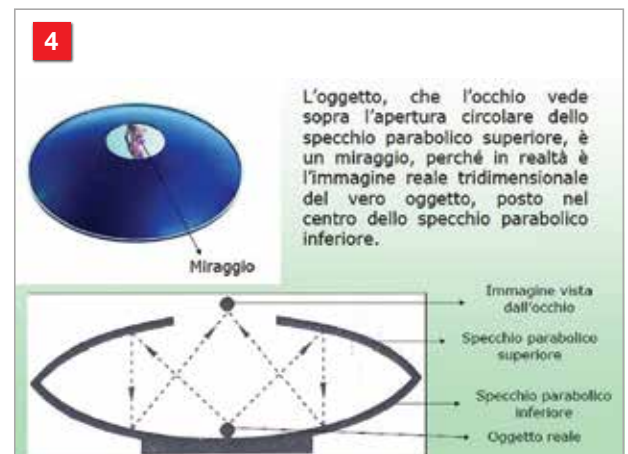 4
L'oggetto, che l'occhio vede
sopra l'apertura circolare dello
specchio parabolico superiore, è
un miraggio, perché in realtà è
l'immagine reale tridimensionale
del vero oggetto, posto nel
centro dello specchio parabolico
inferiore.
Miraggio
Immagine vista
dall'occhio
Specchio parabolico
superiore
Specchio parabolico
inferiore
Oggetto reale